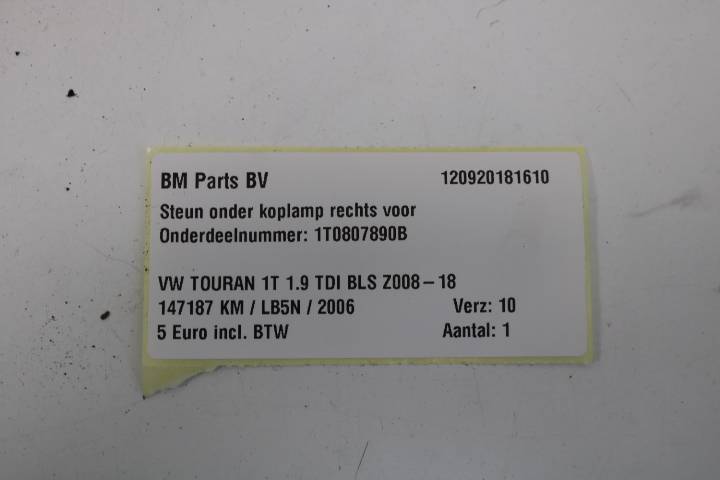 BM Parts BV 120920181610
Steun onder koplamp rechts voor
Onderdeelnummer: 1T0807890B
VW TOURAN 1T 1.9 TDI BLS Z008-18
147187 KM / LB5N / 2006 Verz: 10
5 Euro incl. BTW Aantal: 1